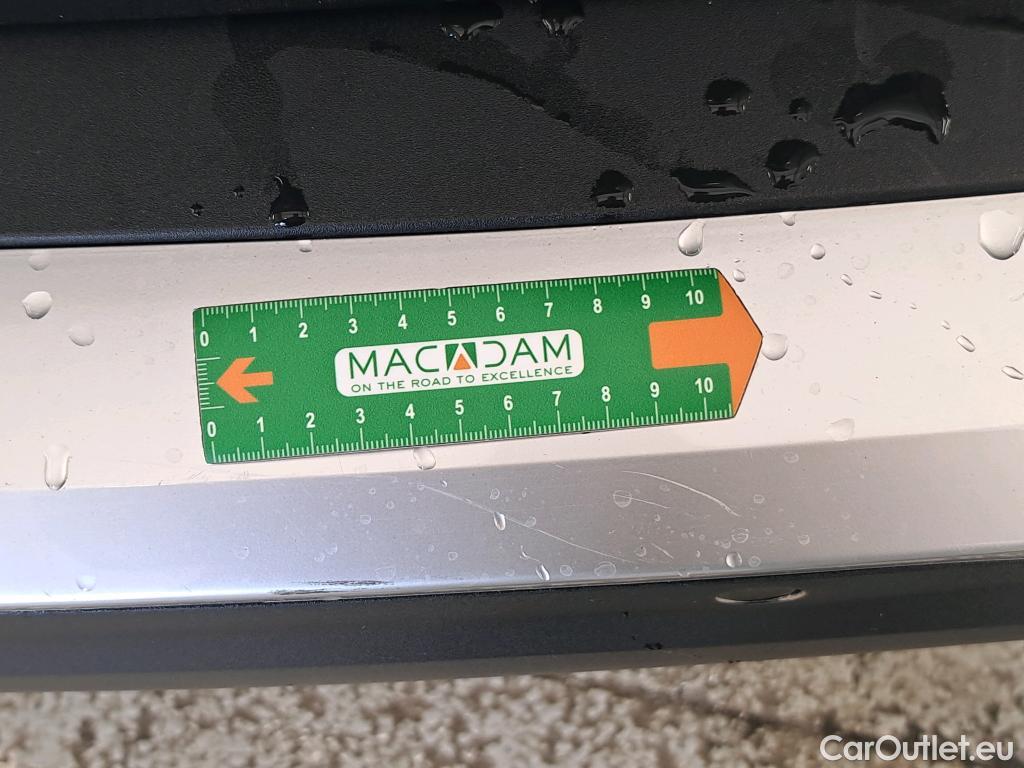 0 1 2 3 4 5 6 7 8 9 10
MACADAM
ON THE ROAD TO EXCELLENCE
0 1 2 3 4 5 6 7 8 9 10
CarOutlet.eu